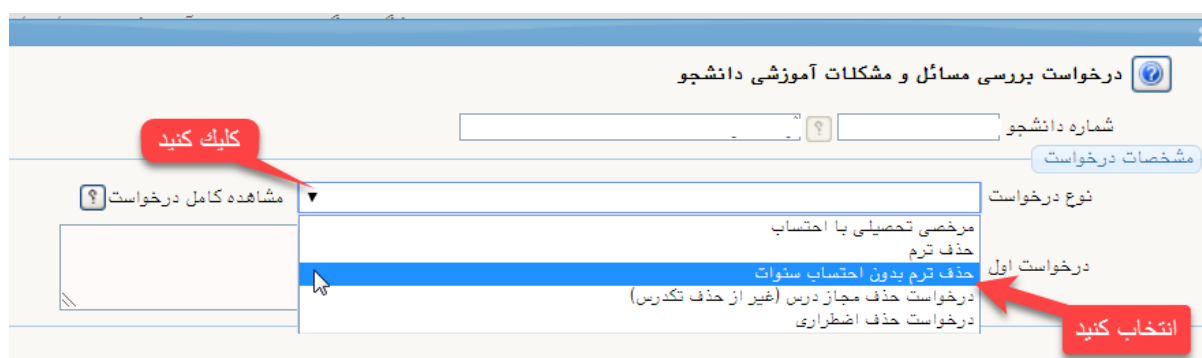 درخواست بررسی مسائل و مشکلات آموزشی دانشجو
شماره دانشجو
کلیك کنید
مشخصات درخواست
نوع درخواست
مشاهده کامل درخواست
مرخصی تحصیلی با احتساب
حذف ترم
درخواست اول
حذف ترم بدون احتساب سنوات
درخواست حذف مجاز درس (غیر از حذف تکدرس)
درخواست حذف اضطراری
انتخاب کنید